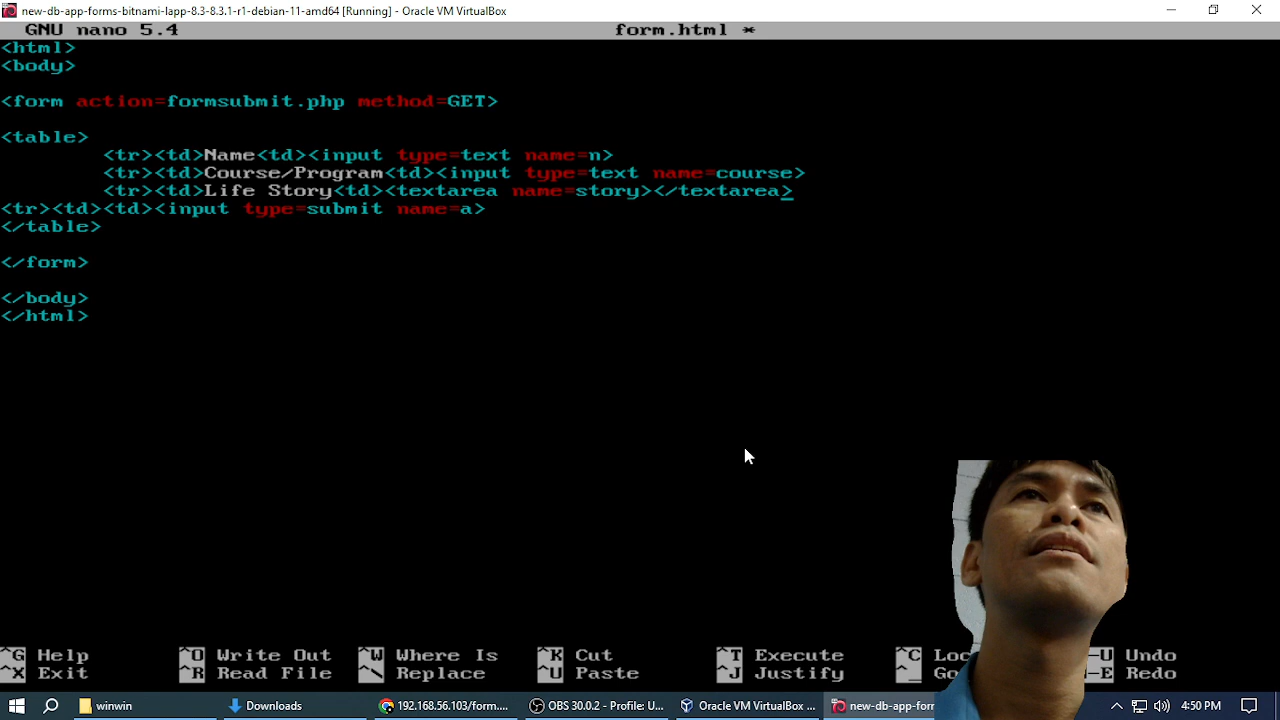 new-db-app-forms-bitnami-lapp-8.3-8.3.1-r1-debian-11-amd64 [Running] - Oracle VM VirtualBox
GNU nano 5.4 form.html *
<html>
<body>
<form action=formsubmit.php method=GET>
<table>
<tr><td>Name<td><input type=text name=n>
<tr><td>Course/Program<td><input type=text name=course>
<tr><td>Life Story<td><textarea name=story></textarea>
<tr><td><td><input type=submit name=a>
</table>
</form>
</body>
</html>
^G Help ^O Write Out ^W Where Is ^K Cut ^T Execute ^C Loc -U Undo
^X Exit ^R Read File ^\ Replace ^U Paste ^J Justify ^_ Go -E Redo
winwin Downloads 192.168.56.103/form.... OBS 30.0.2 - Profile: U... Oracle VM VirtualBox ... new-db-app-form 4:50 PM